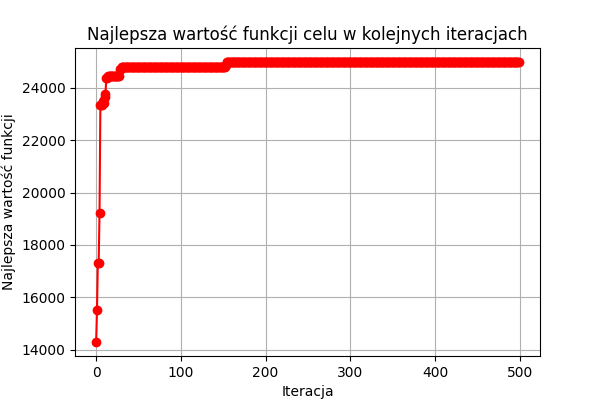 Najlepsza wartość funkcji celu w kolejnych iteracjach
Najlepsza wartość funkcji
24000
22000
20000
18000
16000
14000
0 100 200 300 400 500
Iteracja